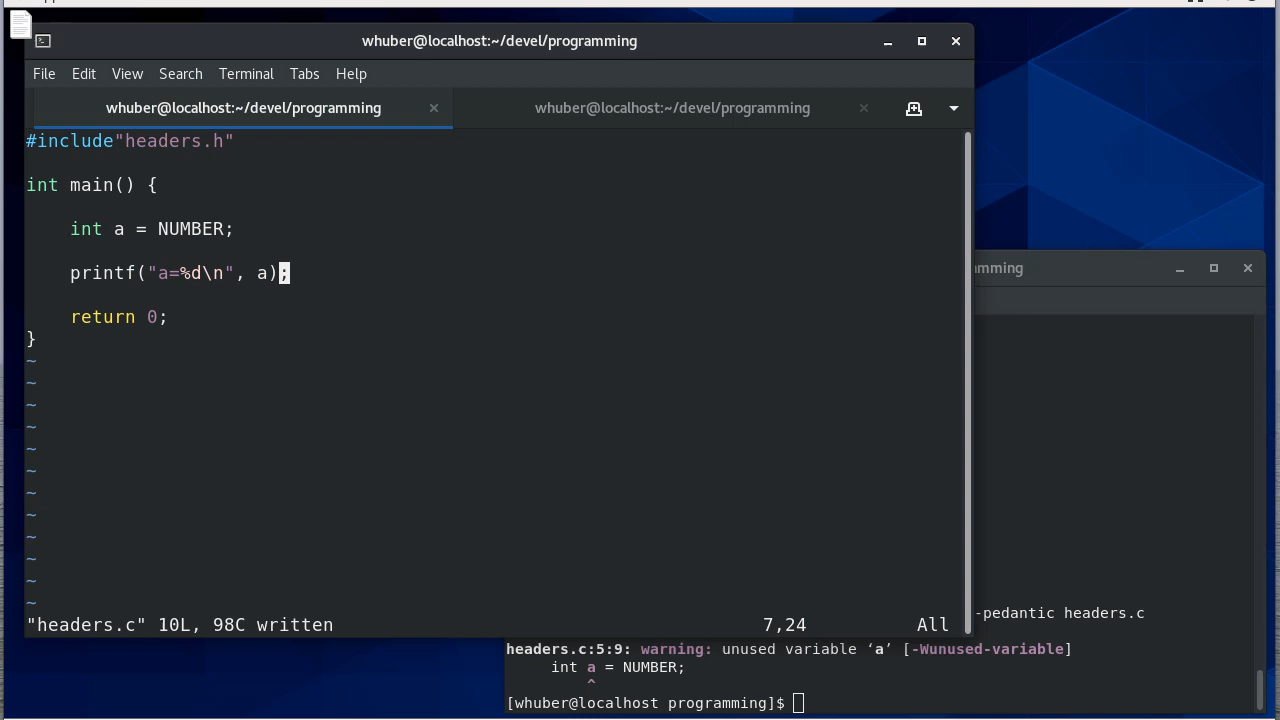 whuber@localhost:~/devel/programming
File Edit View Search Terminal Tabs Help
whuber@localhost:~/devel/programming × whuber@localhost:~/devel/programming ×
#include"headers.h"
int main() {
    int a = NUMBER;
    printf("a=%d\n", a);
    return 0;
}
~
~
~
~
~
~
~
~
~
~
~
~
"headers.c" 10L, 98C written 7,24 All
mming
-pedantic headers.c
headers.c:5:9: warning: unused variable ‘a’ [-Wunused-variable]
     int a = NUMBER;
         ^
[whuber@localhost programming]$